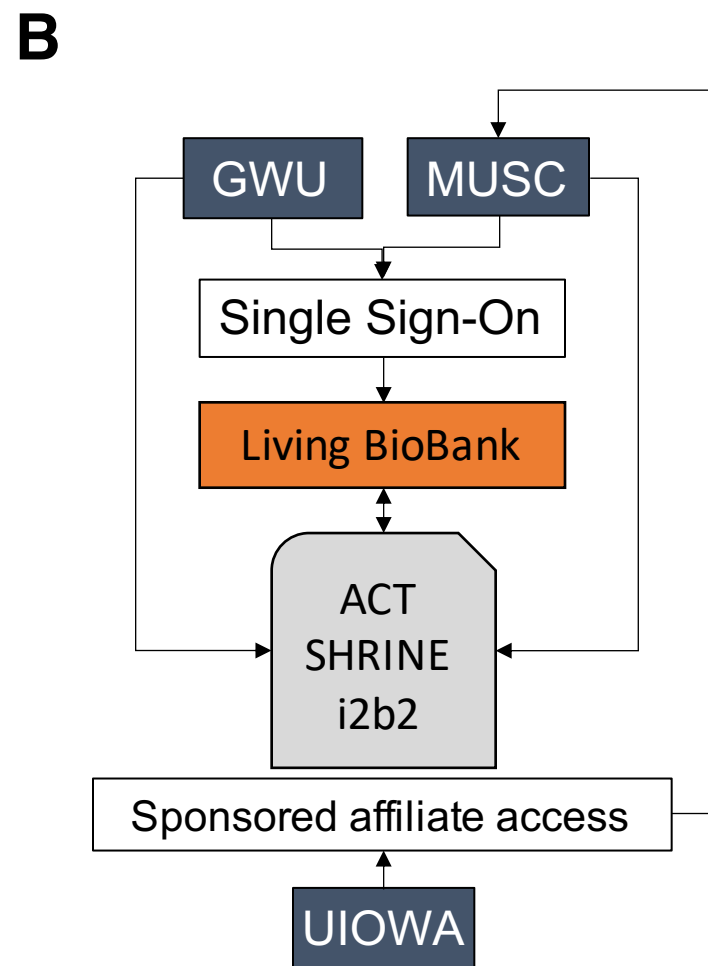 B
GWU
MUSC
Single Sign-On
Living BioBank
ACT
SHRINE
i2b2
Sponsored affiliate access
UIOWA